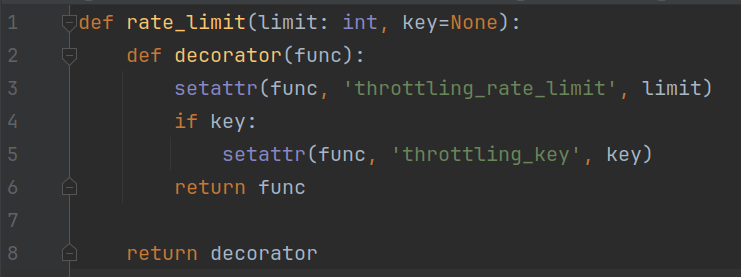 1 def rate_limit(limit: int, key=None):
2     def decorator(func):
3         setattr(func, 'throttling_rate_limit', limit)
4         if key:
5             setattr(func, 'throttling_key', key)
6         return func
7
8     return decorator